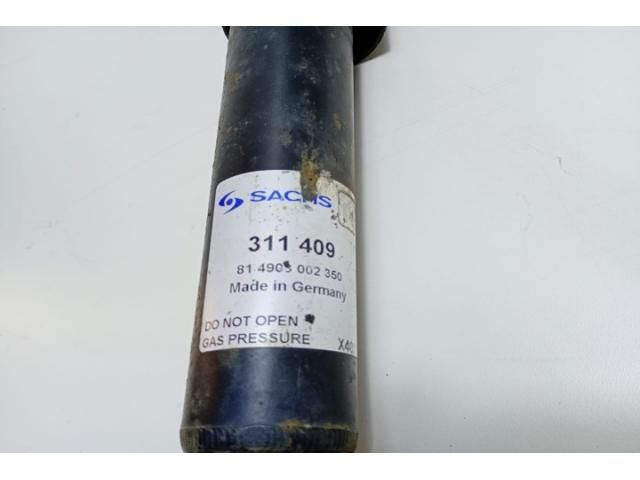 SACHS
311 409
81 4903 002 350
Made in Germany
DO NOT OPEN
GAS PRESSURE